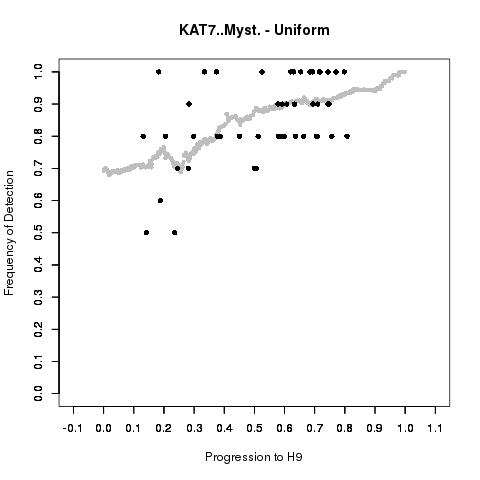 KAT7..Myst. - Uniform
1.0
0.9
0.8
0.7
0.6
0.5
0.4
0.3
0.2
0.1
0.0
Frequency of Detection
-0.1 0.0 0.1 0.2 0.3 0.4 0.5 0.6 0.7 0.8 0.9 1.0 1.1
Progression to H9